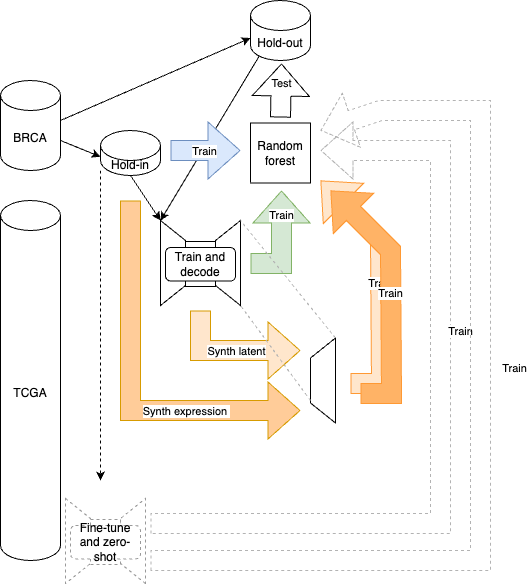 Hold-out
Test
BRCA
Hold-in
Train
Random
forest
Train
Train and
decode
Train
Train
Synth latent
Train
Train
TCGA
Synth expression
Fine-tune
and zero-
shot